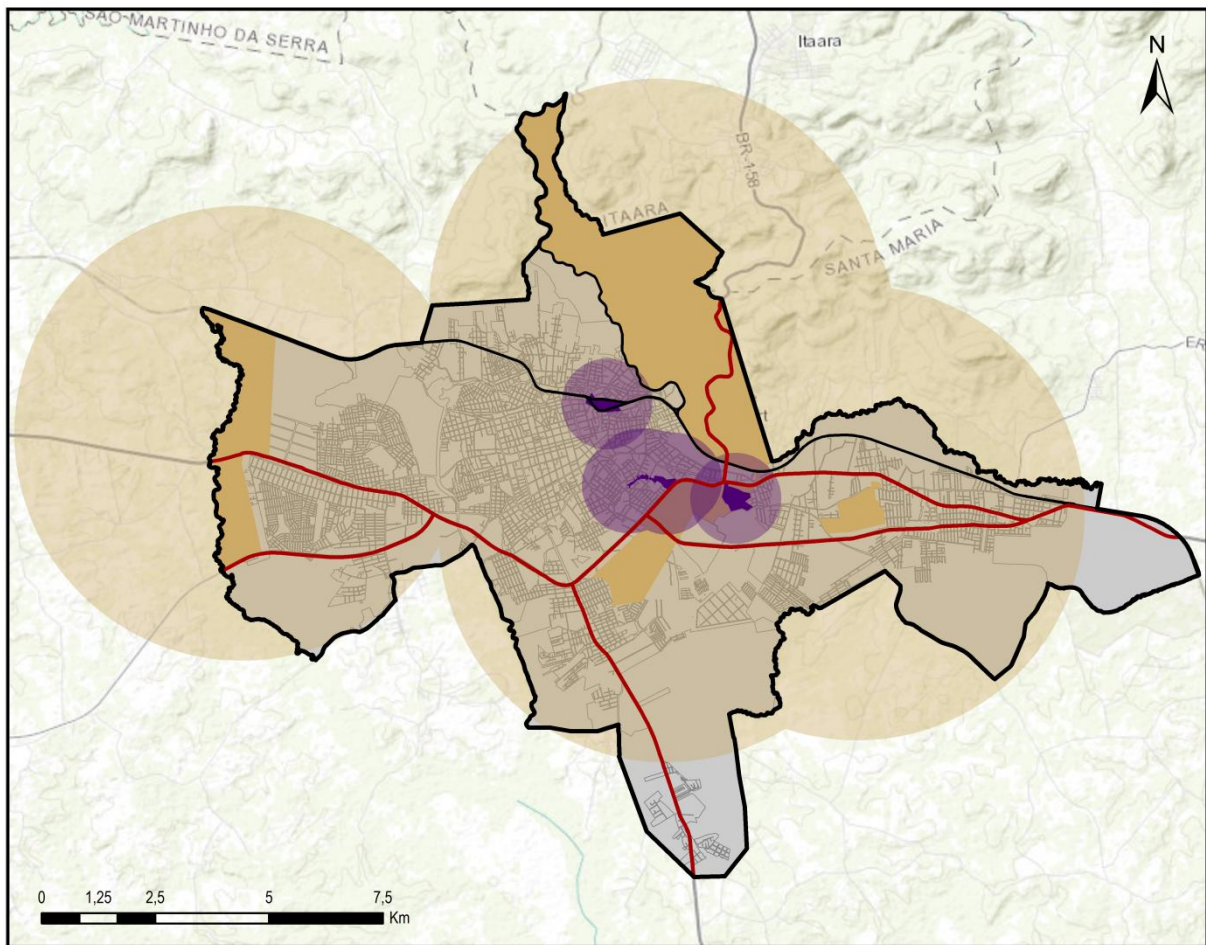 SÃO-MARTINHO DA SERRA
Itaara
N
BR-158
ITAARA
SANTA MARIA
ER
0 1,25 2,5 5 7,5
Km